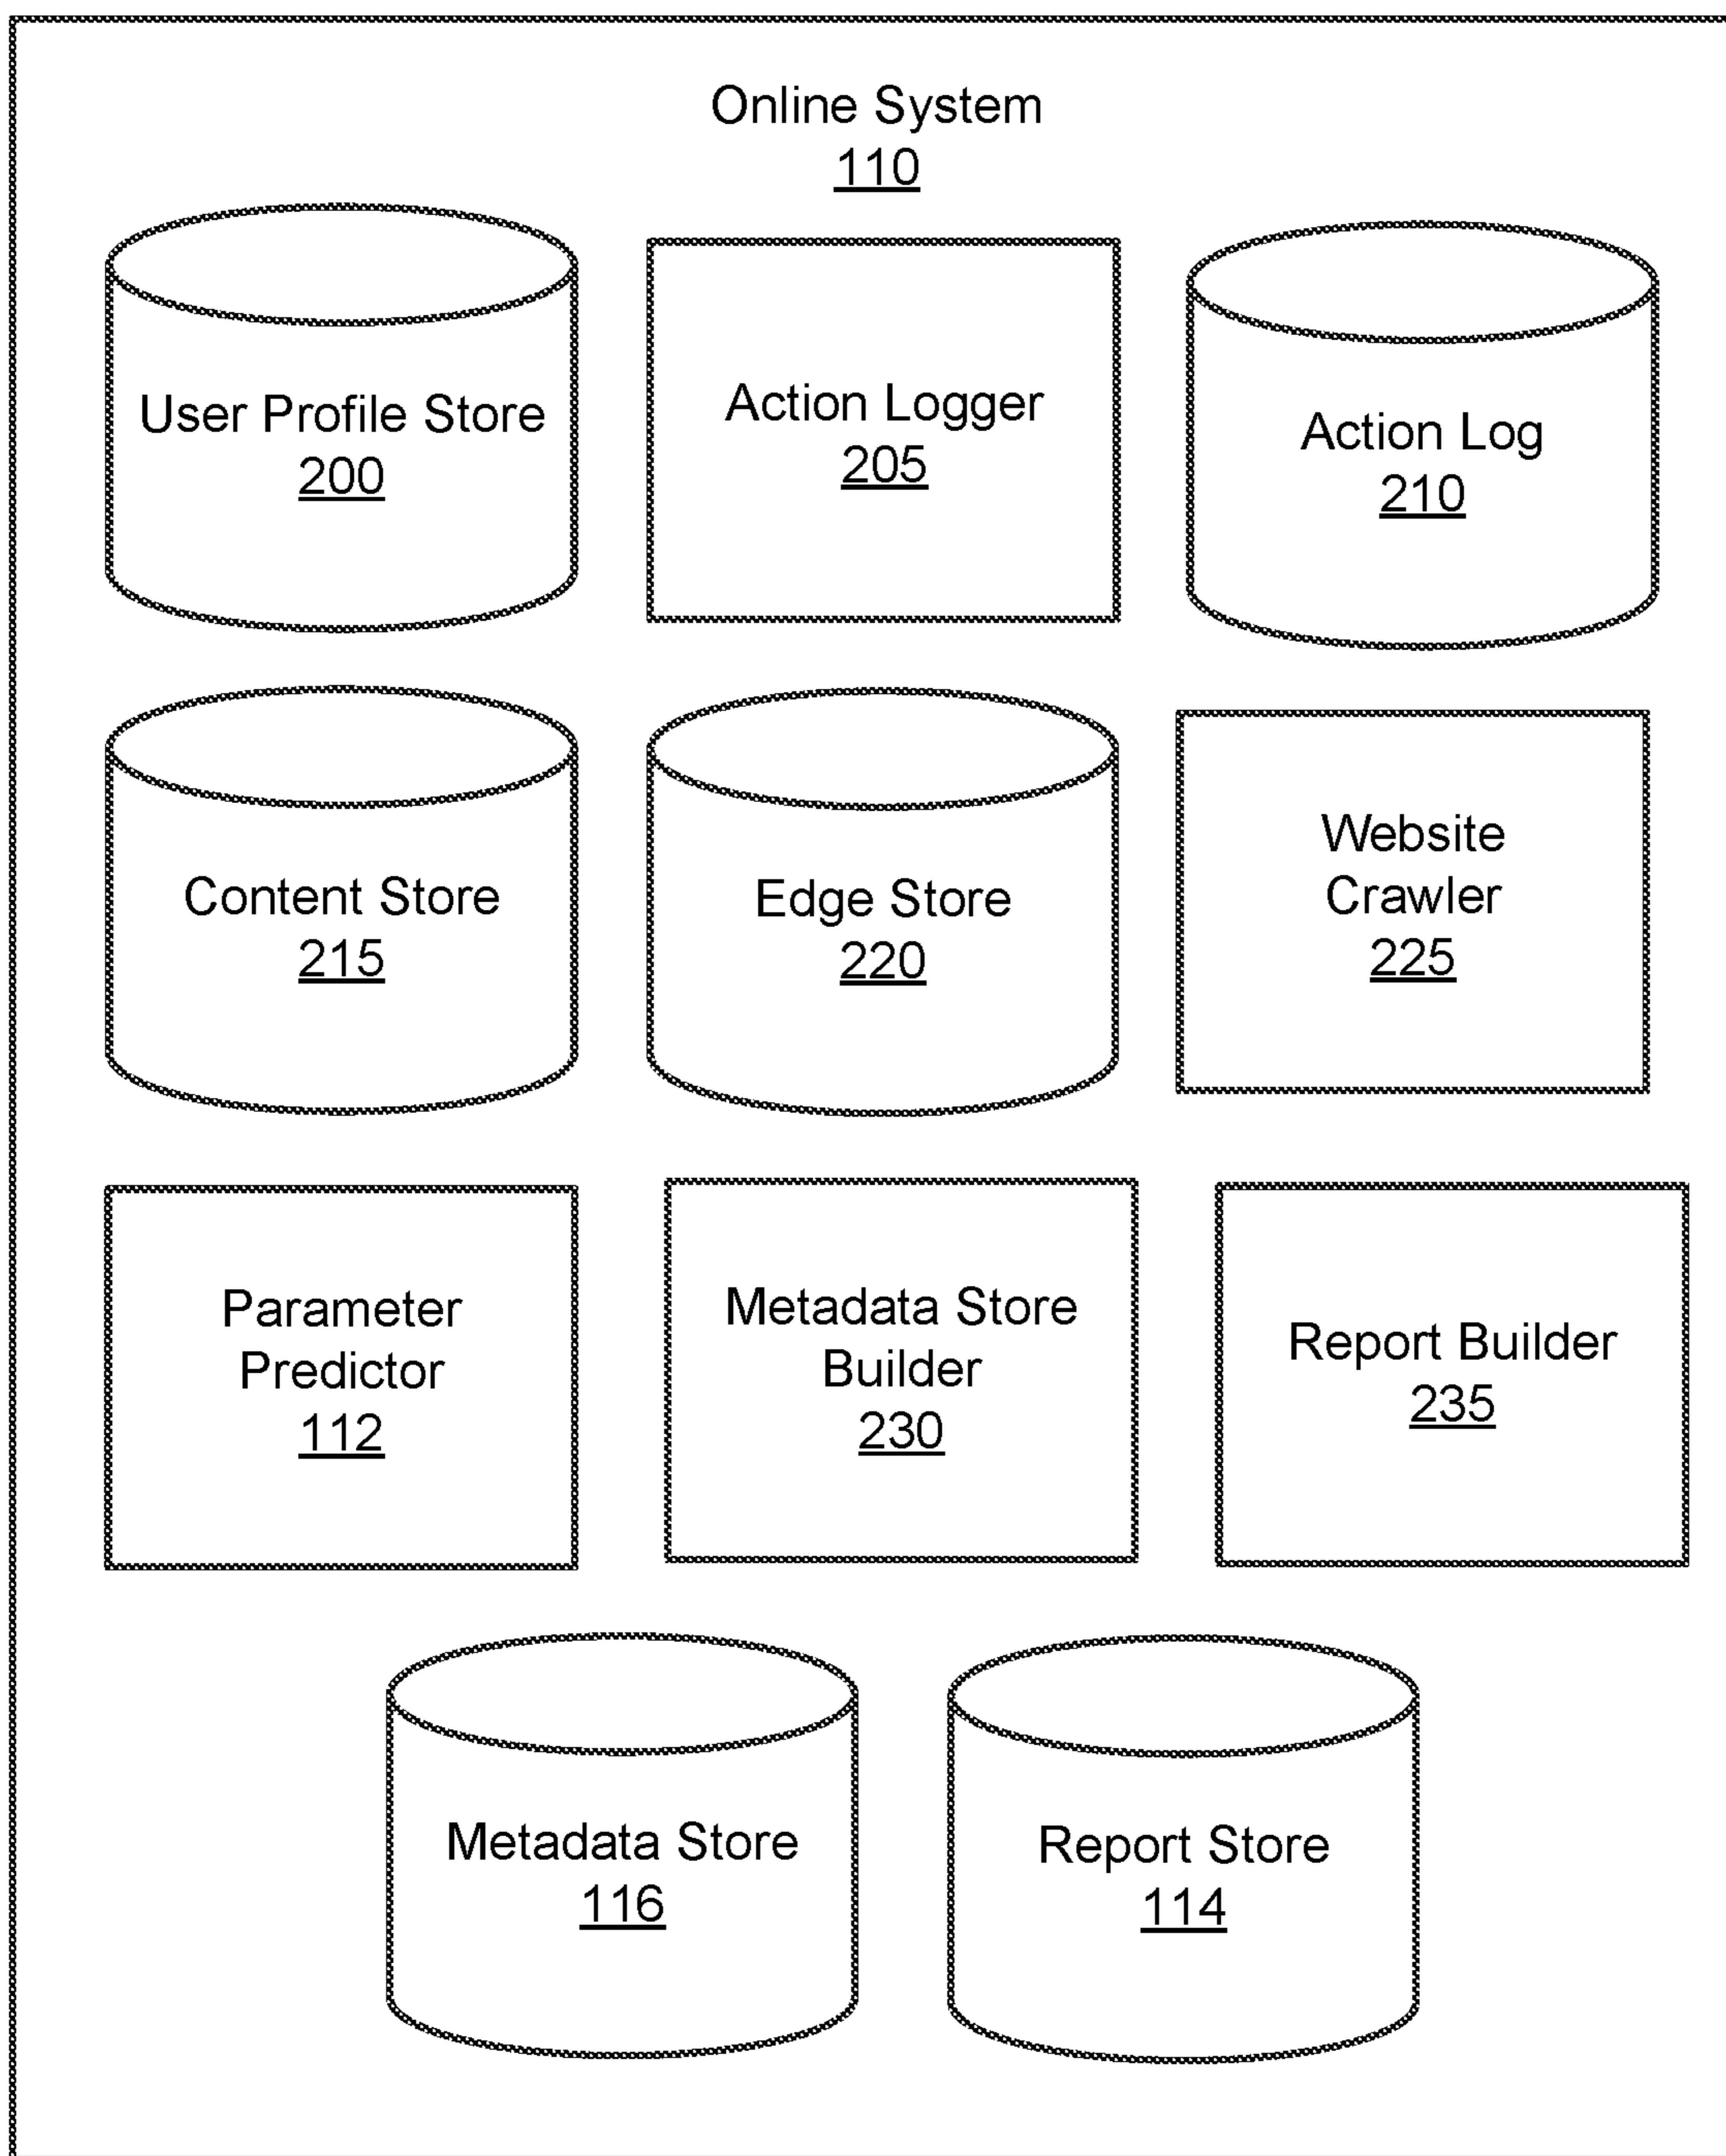 Online System
110
User Profile Store
200
Action Logger
205
Action Log
210
Content Store
215
Edge Store
220
Website
Crawler
225
Parameter
Predictor
112
Metadata Store
Builder
230
Report Builder
235
Metadata Store
116
Report Store
114